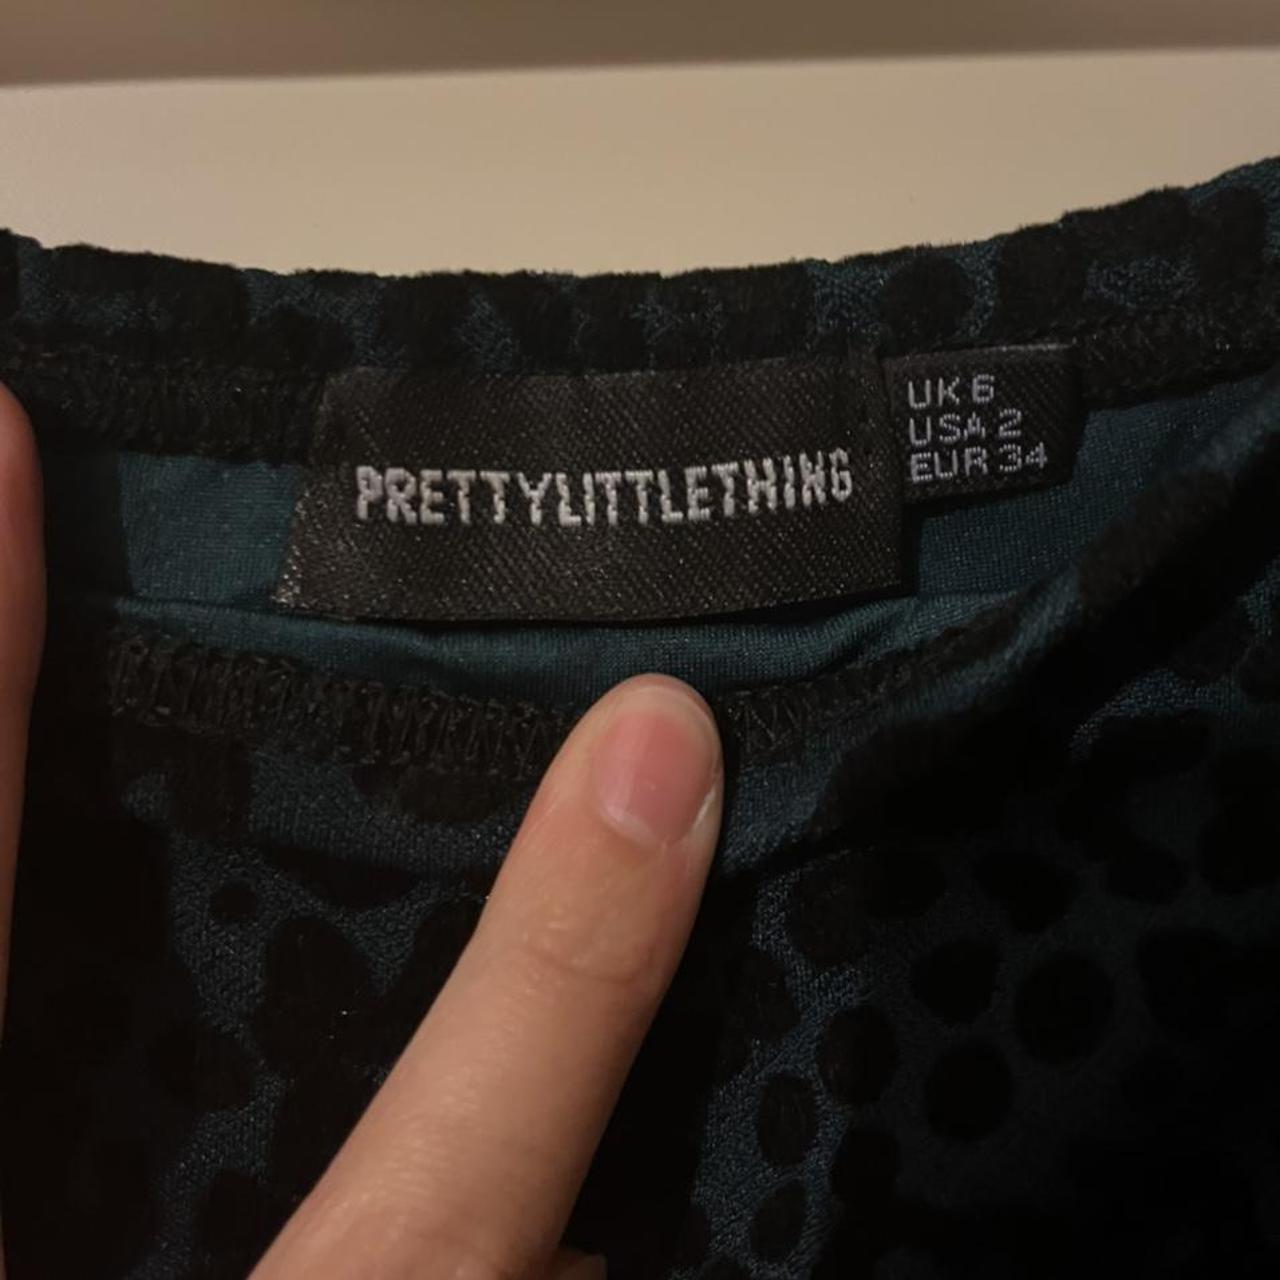 PRETTYLITTLETHING
UK 6
USA 2
EUR 34